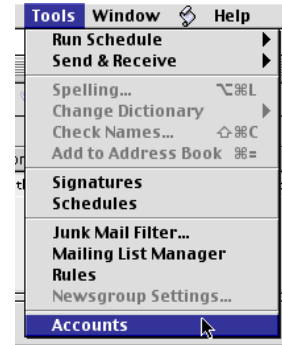 Tools Window Help
Run Schedule
Send & Receive
Spelling... ⌥⌘L
Change Dictionary
Check Names... ⇧⌘C
Add to Address Book ⌘=
Signatures
Schedules
Junk Mail Filter...
Mailing List Manager
Rules
Newsgroup Settings...
Accounts